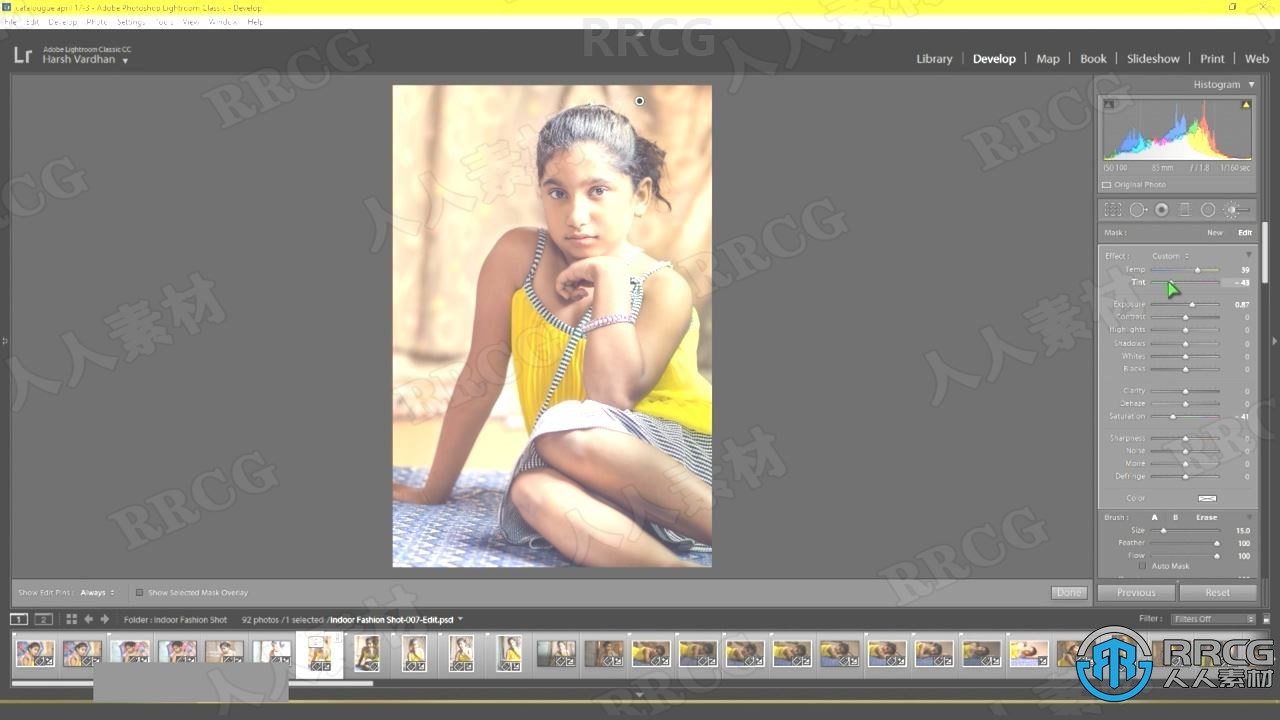 cafalougue april 17-3 - Adobe Photoshop Lightroom Classic - Develop
File Edit Develop Photo Settings Tools View Window Help
RRCG
Lr
Adobe Lightroom Classic CC
Harsh Vardhan
Library | Develop | Map | Book | Slideshow | Print | Web
Histogram
ISO 100 85 mm f / 1.8 1/160 sec
Original Photo
Mask : New Edit
Effect : Custom
Temp 39
Tint - 43
Exposure 0.87
Contrast 0
Highlights 0
Shadows 0
Whites 0
Blacks 0
Clarity 0
Dehaze 0
Saturation - 41
Sharpness 0
Noise 0
Moire 0
Defringe 0
Color
Brush : A B Erase
Size 15.0
Feather 100
Flow 100
Auto Mask
Show Edit Pins : Always
Show Selected Mask Overlay
Done
Previous
Reset
1 2
Folder : Indoor Fashion Shot
92 photos / 1 selected / Indoor Fashion Shot-007-Edit.psd
Filter : Filters Off
RRCG
人人素材